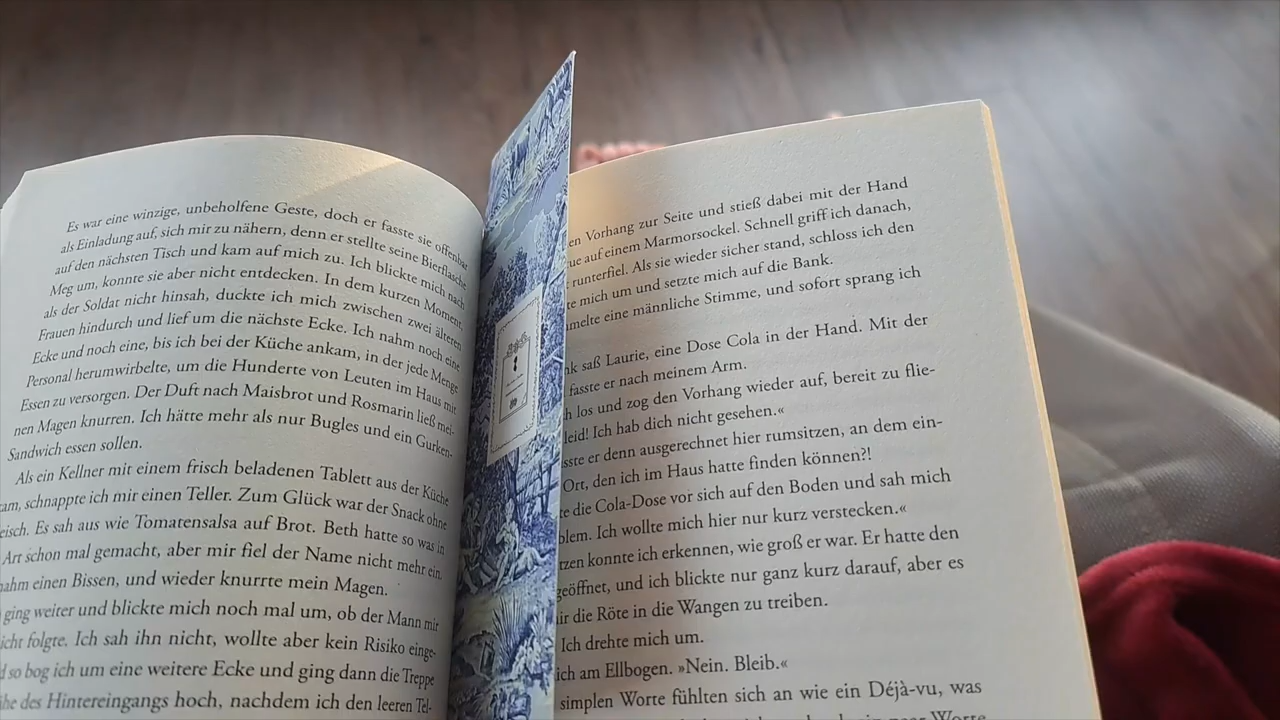 Es war eine winzige, unbeholfene Geste, doch er fasste sie offenbar
als Einladung auf, sich mir zu nähern, denn er stellte seine Bierflasche
auf den nächsten Tisch und kam auf mich zu. Ich blickte mich nach
Meg um, konnte sie aber nicht entdecken. In dem kurzen Moment,
als der Soldat nicht hinsah, duckte ich mich zwischen zwei älteren
Frauen hindurch und lief um die nächste Ecke. Ich nahm noch eine
Ecke und noch eine, bis ich bei der Küche ankam, in der jede Menge
Personal herumwirbelte, um die Hunderte von Leuten im Haus mit
Essen zu versorgen. Der Duft nach Maisbrot und Rosmarin ließ mei-
nen Magen knurren. Ich hätte mehr als nur Bugles und ein Gurken-
Sandwich essen sollen.
Als ein Kellner mit einem frisch beladenen Tablett aus der Küche
kam, schnappte ich mir einen Teller. Zum Glück war der Snack ohne
eisch. Es sah aus wie Tomatensalsa auf Brot. Beth hatte so was in
Art schon mal gemacht, aber mir fiel der Name nicht mehr ein.
nahm einen Bissen, und wieder knurrte mein Magen.
ging weiter und blickte mich noch mal um, ob der Mann mir
icht folgte. Ich sah ihn nicht, wollte aber kein Risiko einge-
d so bog ich um eine weitere Ecke und ging dann die Treppe
ähe des Hintereingangs hoch, nachdem ich den leeren Tel-
en Vorhang zur Seite und stieß dabei mit der Hand
ue auf einem Marmorsockel. Schnell griff ich danach,
runterfiel. Als sie wieder sicher stand, schloss ich den
te mich um und setzte mich auf die Bank.
melte eine männliche Stimme, und sofort sprang ich
nk saß Laurie, eine Dose Cola in der Hand. Mit der
fasste er nach meinem Arm.
h los und zog den Vorhang wieder auf, bereit zu flie-
leid! Ich hab dich nicht gesehen.«
sste er denn ausgerechnet hier rumsitzen, an dem ein-
Ort, den ich im Haus hatte finden können?!
te die Cola-Dose vor sich auf den Boden und sah mich
blem. Ich wollte mich hier nur kurz verstecken.«
tzen konnte ich erkennen, wie groß er war. Er hatte den
geöffnet, und ich blickte nur ganz kurz darauf, aber es
ir die Röte in die Wangen zu treiben.
Ich drehte mich um.
ich am Ellbogen. »Nein. Bleib.«
simplen Worte fühlten sich an wie ein Déjà-vu, was